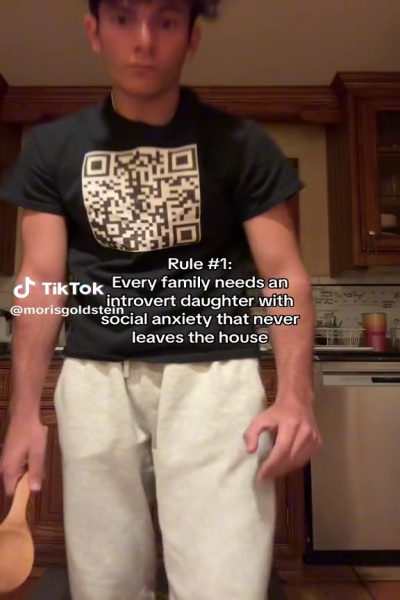 Rule #1:
Every family needs an
introvert daughter with
social anxiety that never
leaves the house
TikTok
@morisgoldstein